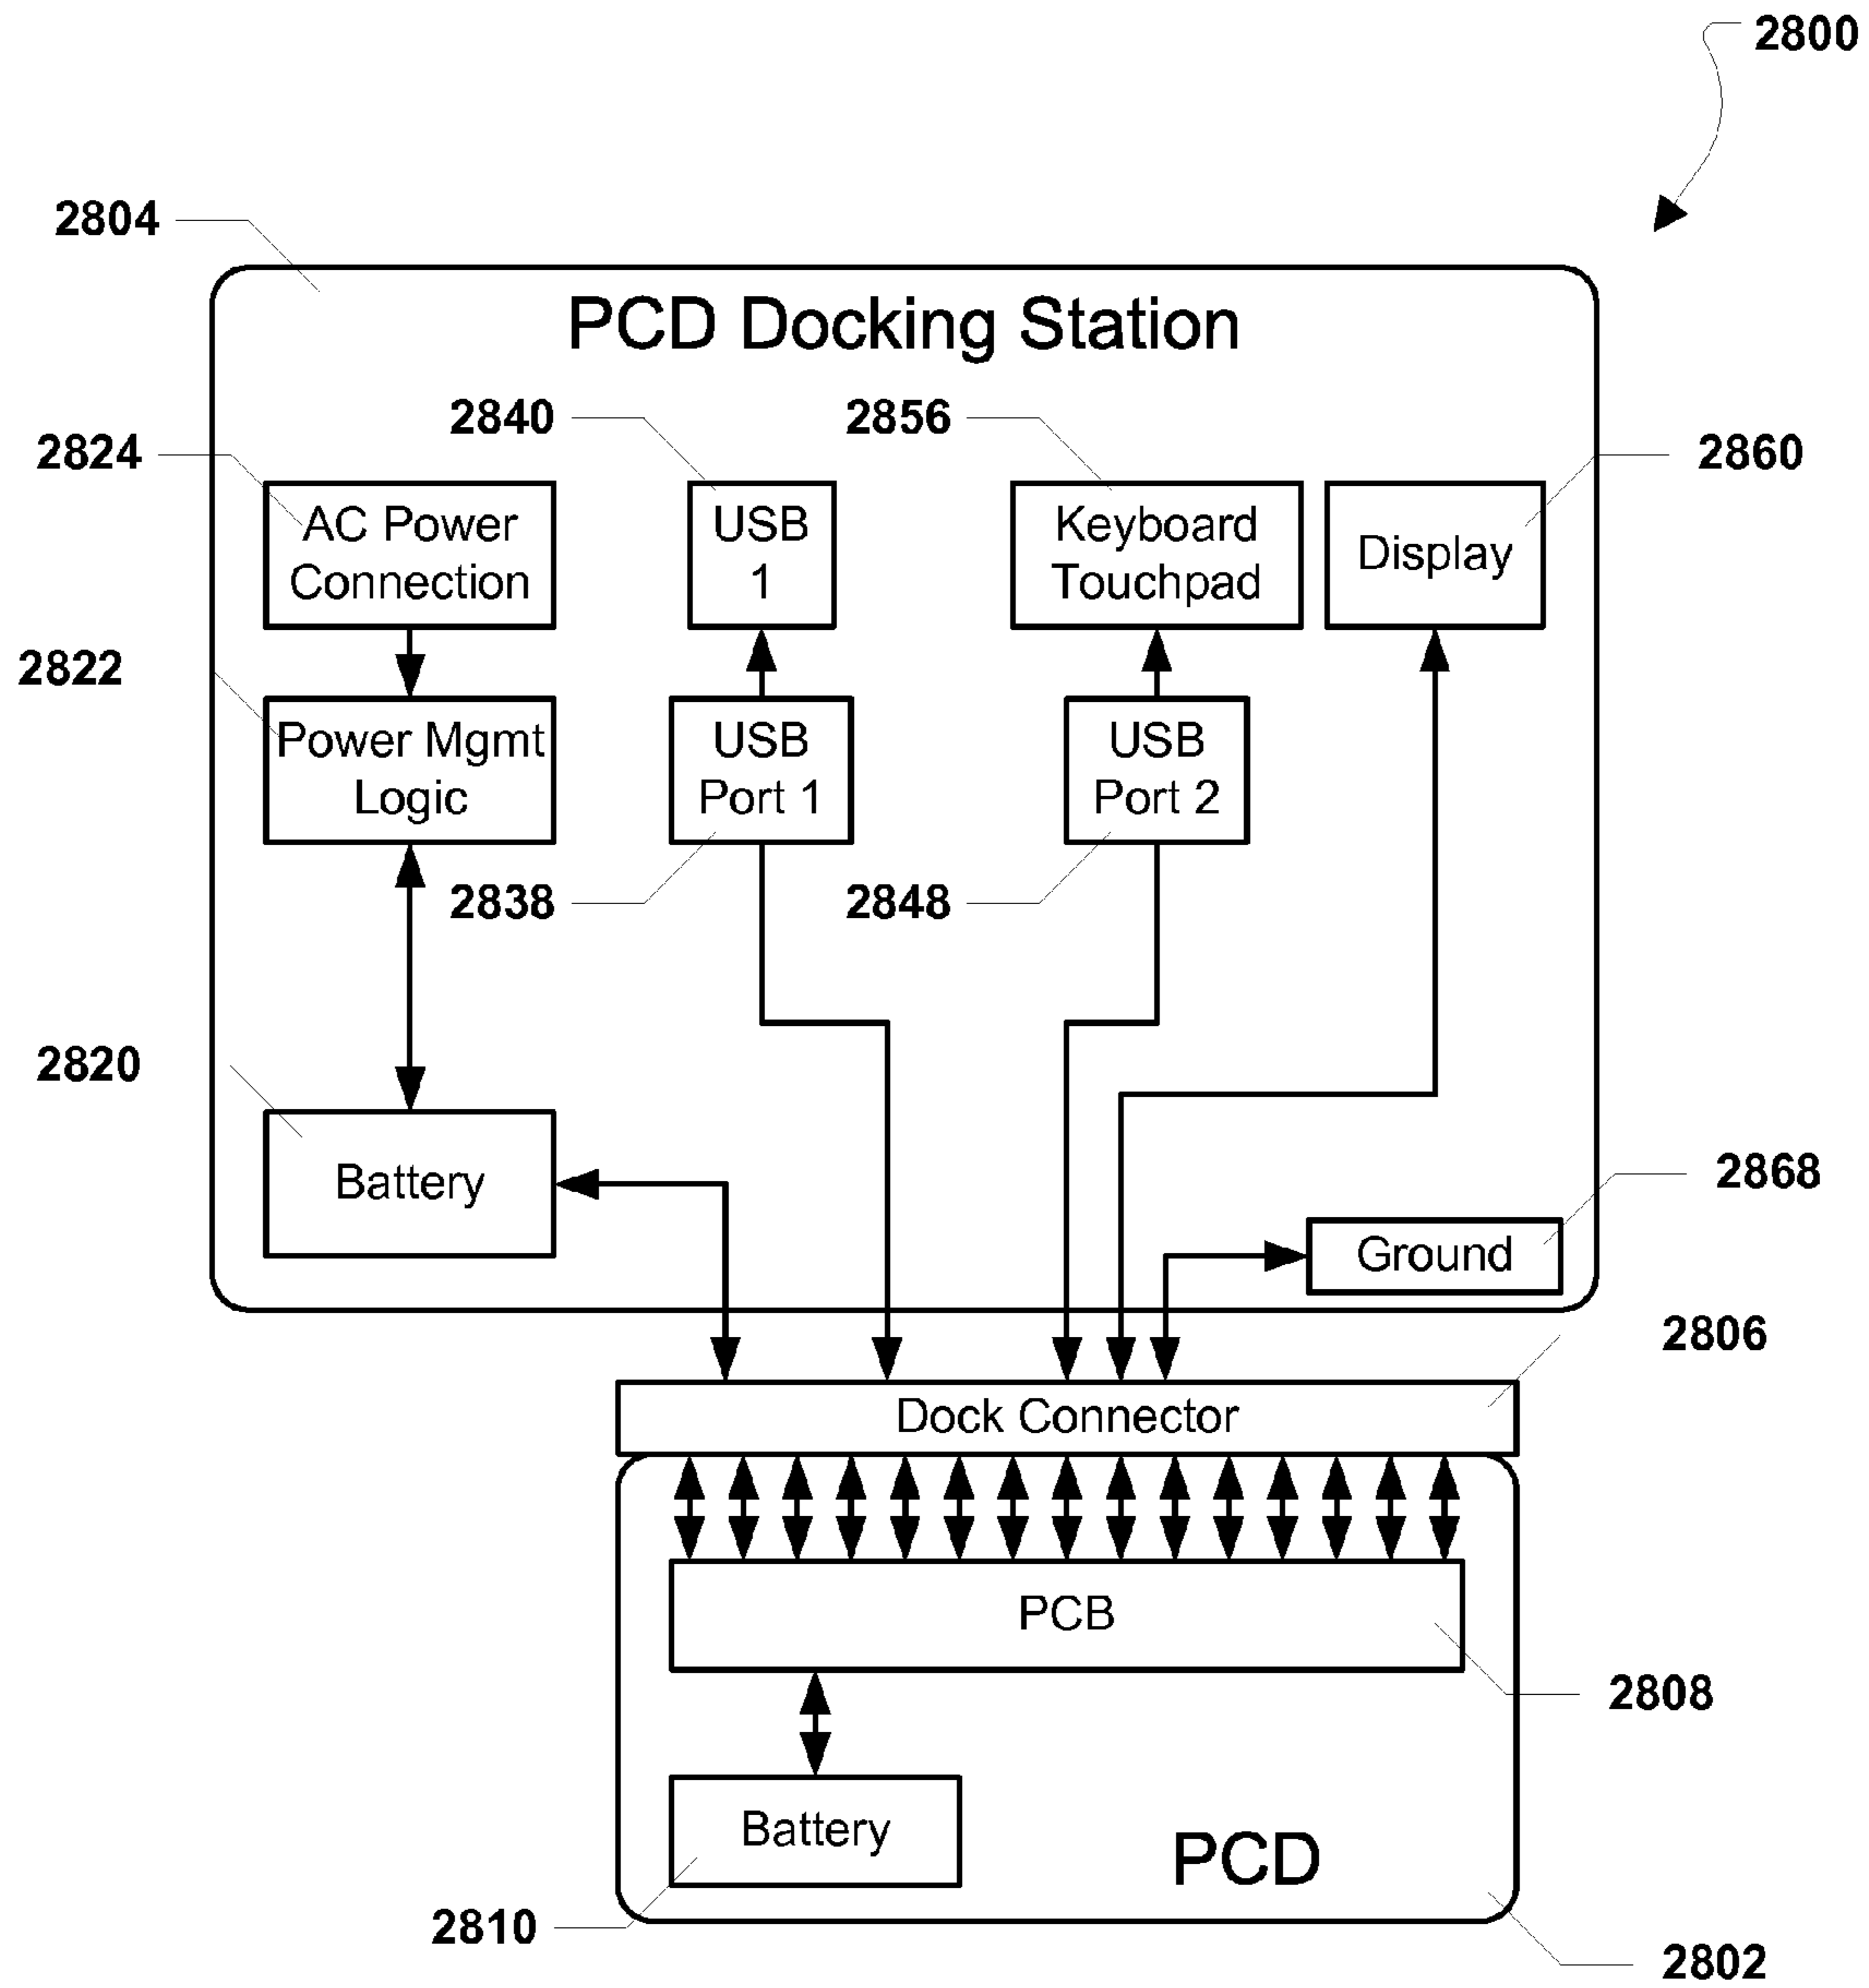 2800
2804
PCD Docking Station
2840
2856
2824
2860
AC Power
Connection
USB
1
Keyboard
Touchpad
Display
2822
Power Mgmt
Logic
USB
Port 1
USB
Port 2
2838
2848
2820
Battery
2868
Ground
2806
Dock Connector
PCB
2808
Battery
PCD
2810
2802